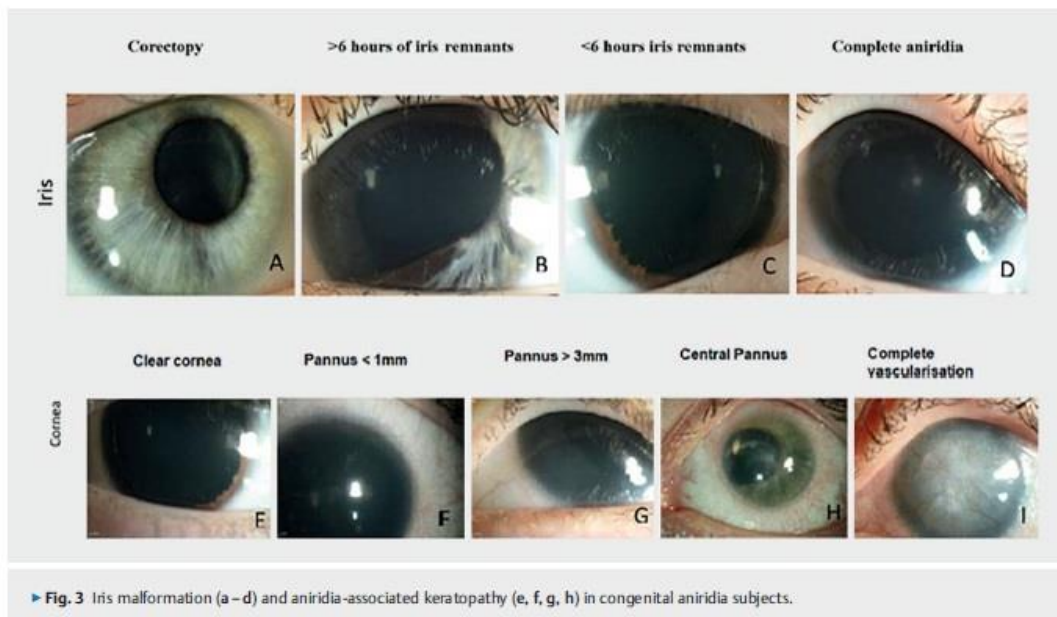 Corectopy
>6 hours of iris remnants
<6 hours iris remnants
Complete aniridia
Iris
A
B
C
D
Clear cornea
Pannus < 1mm
Pannus > 3mm
Central Pannus
Complete
vascularisation
Cornea
E
F
G
H
I
▶ Fig. 3 Iris malformation (a – d) and aniridia-associated keratopathy (e, f, g, h) in congenital aniridia subjects.